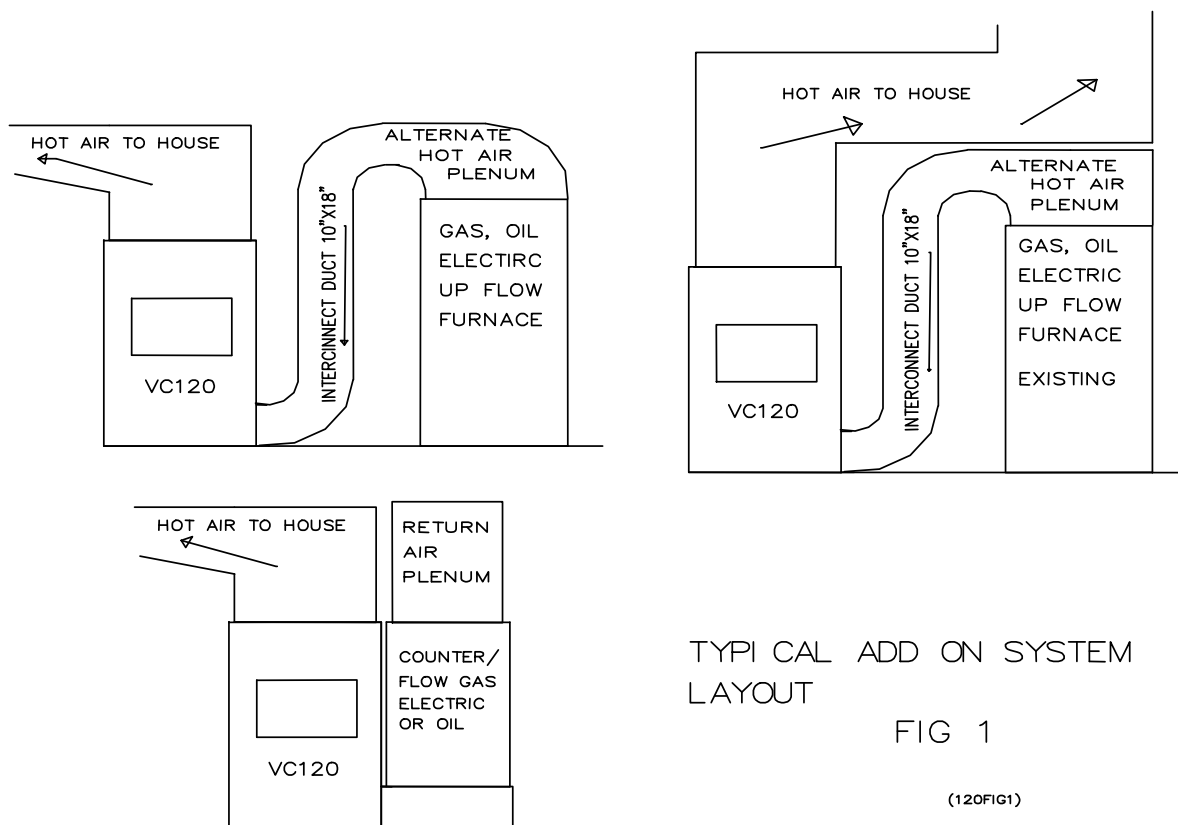 HOT AIR TO HOUSE
ALTERNATE
HOT AIR
PLENUM
INTERCINNECT DUCT 10"X18"
GAS, OIL
ELECTIRC
UP FLOW
FURNACE
VC120
HOT AIR TO HOUSE
ALTERNATE
HOT AIR
PLENUM
INTERCONNECT DUCT 10"X18"
GAS, OIL
ELECTRIC
UP FLOW
FURNACE
EXISTING
VC120
HOT AIR TO HOUSE
RETURN
AIR
PLENUM
COUNTER/
FLOW GAS
ELECTRIC
OR OIL
VC120
TYPI CAL ADD ON SYSTEM
LAYOUT
FIG 1
(120FIG1)